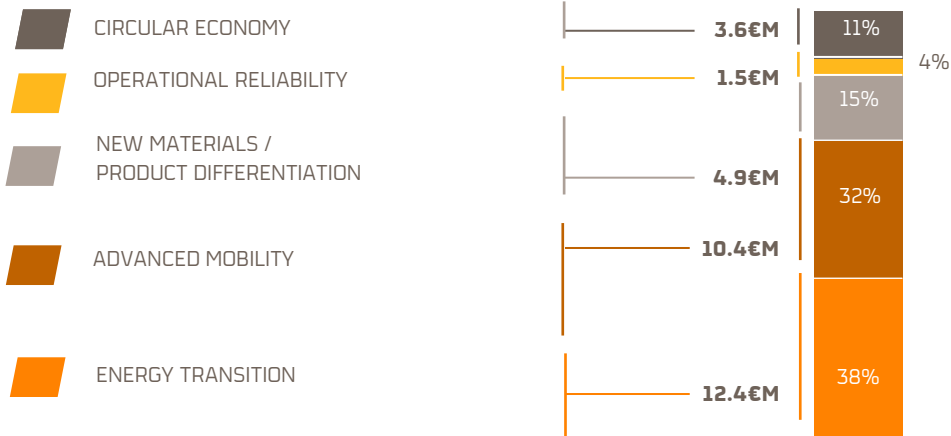 CIRCULAR ECONOMY
3.6€M
11%
OPERATIONAL RELIABILITY
1.5€M
4%
NEW MATERIALS /
PRODUCT DIFFERENTIATION
4.9€M
15%
ADVANCED MOBILITY
10.4€M
32%
ENERGY TRANSITION
12.4€M
38%